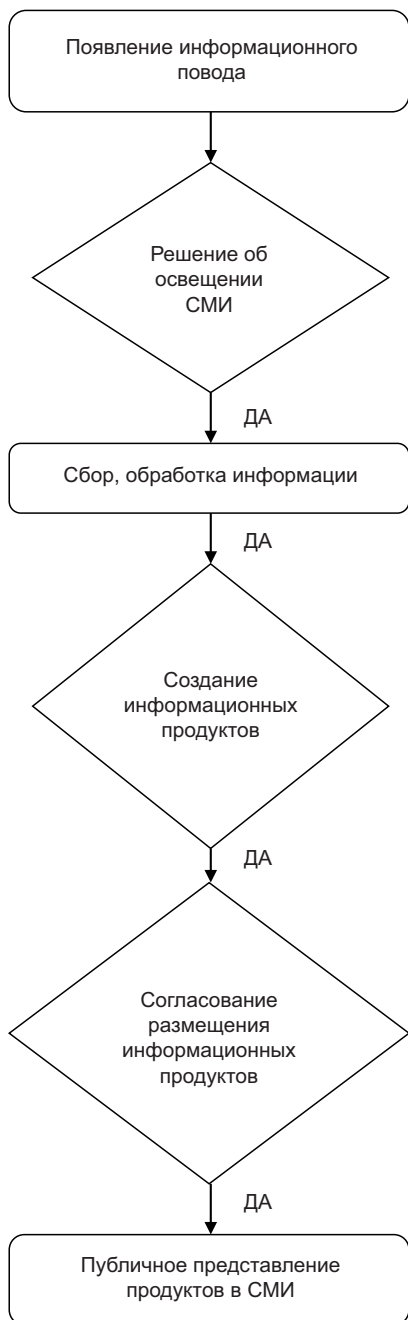 Появление информационного
повода
Решение об
освещении
СМИ
ДА
Сбор, обработка информации
ДА
Создание
информационных
продуктов
ДА
Согласование
размещения
информационных
продуктов
ДА
Публичное представление
продуктов в СМИ